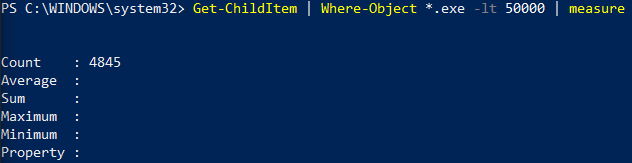 PS C:\WINDOWS\system32> Get-ChildItem | Where-Object *.exe -lt 50000 | measure
Count    : 4845
Average  :
Sum      :
Maximum  :
Minimum  :
Property :